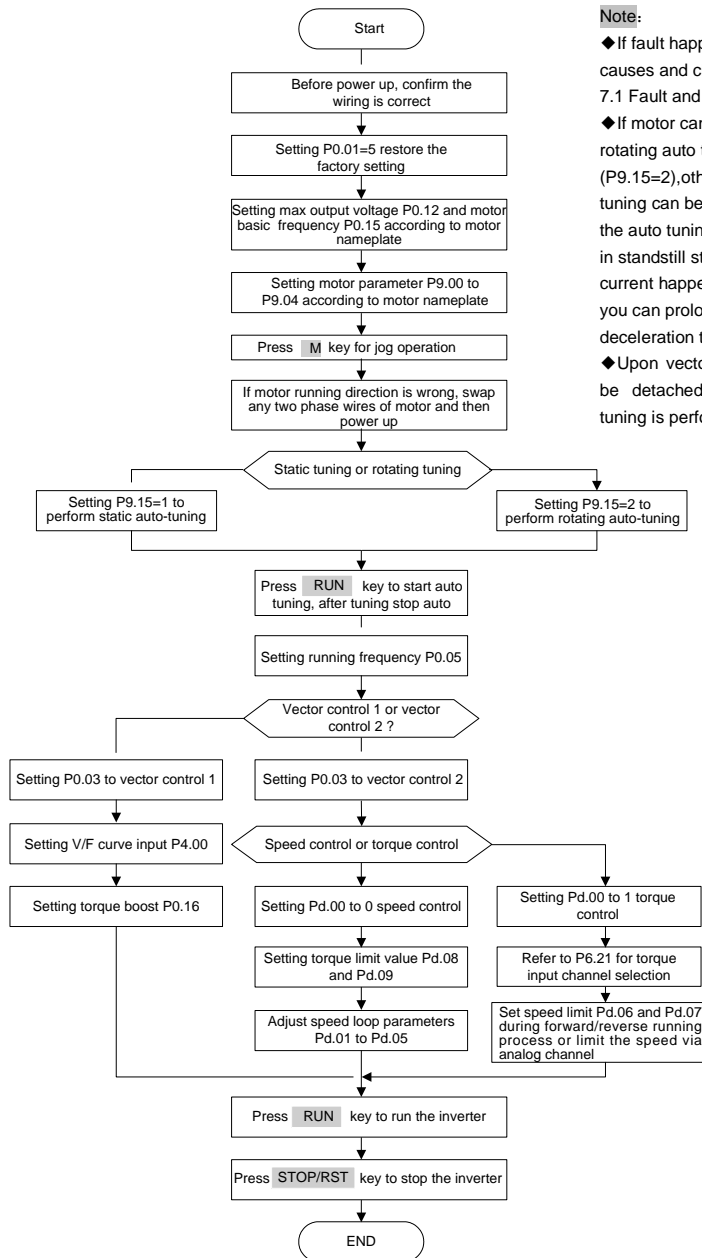 Start
Before power up, confirm the
wiring is correct
Setting P0.01=5 restore the
factory setting
Setting max output voltage P0.12 and motor
basic frequency P0.15 according to motor
nameplate
Setting motor parameter P9.00 to
P9.04 according to motor nameplate
Press M key for jog operation
If motor running direction is wrong, swap
any two phase wires of motor and then
power up
Static tuning or rotating tuning
Setting P9.15=1 to
perform static auto-tuning
Setting P9.15=2 to
perform rotating auto-tuning
Press RUN key to start auto
tuning, after tuning stop auto
Setting running frequency P0.05
Vector control 1 or vector
control 2 ?
Setting P0.03 to vector control 1
Setting V/F curve input P4.00
Setting torque boost P0.16
Setting P0.03 to vector control 2
Speed control or torque control
Setting Pd.00 to 0 speed control
Setting torque limit value Pd.08
and Pd.09
Adjust speed loop parameters
Pd.01 to Pd.05
Setting Pd.00 to 1 torque
control
Refer to P6.21 for torque
input channel selection
Set speed limit Pd.06 and Pd.07
during forward/reverse running
process or limit the speed via
analog channel
Press RUN key to run the inverter
Press STOP/RST key to stop the inverter
END
Note:
◆If fault
causes and
7.1 Fault and
◆If motor
rotating auto
(P9.15=2),
tuning can be
the auto
in standstill
current
you can
deceleration
◆Upon
be detached
tuning is